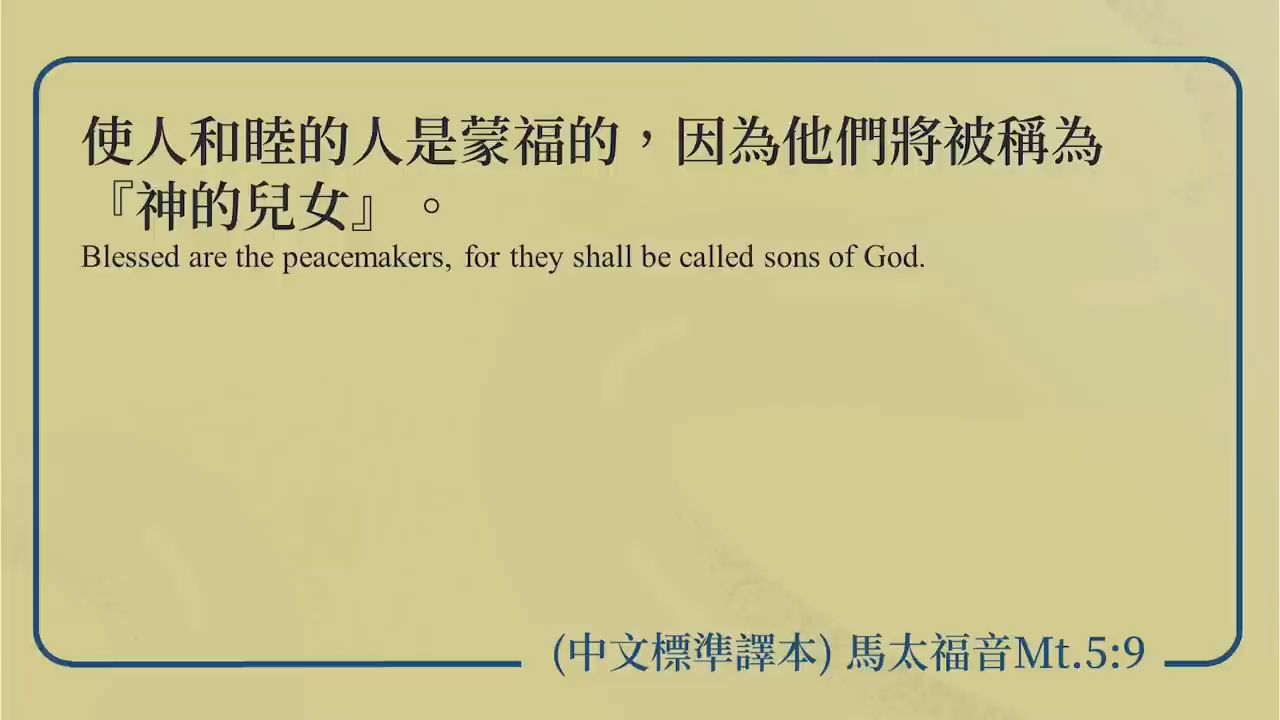 使人和睦的人是蒙福的，因為他們將被稱為
『神的兒女』。
Blessed are the peacemakers, for they shall be called sons of God.
(中文標準譯本) 馬太福音Mt.5:9